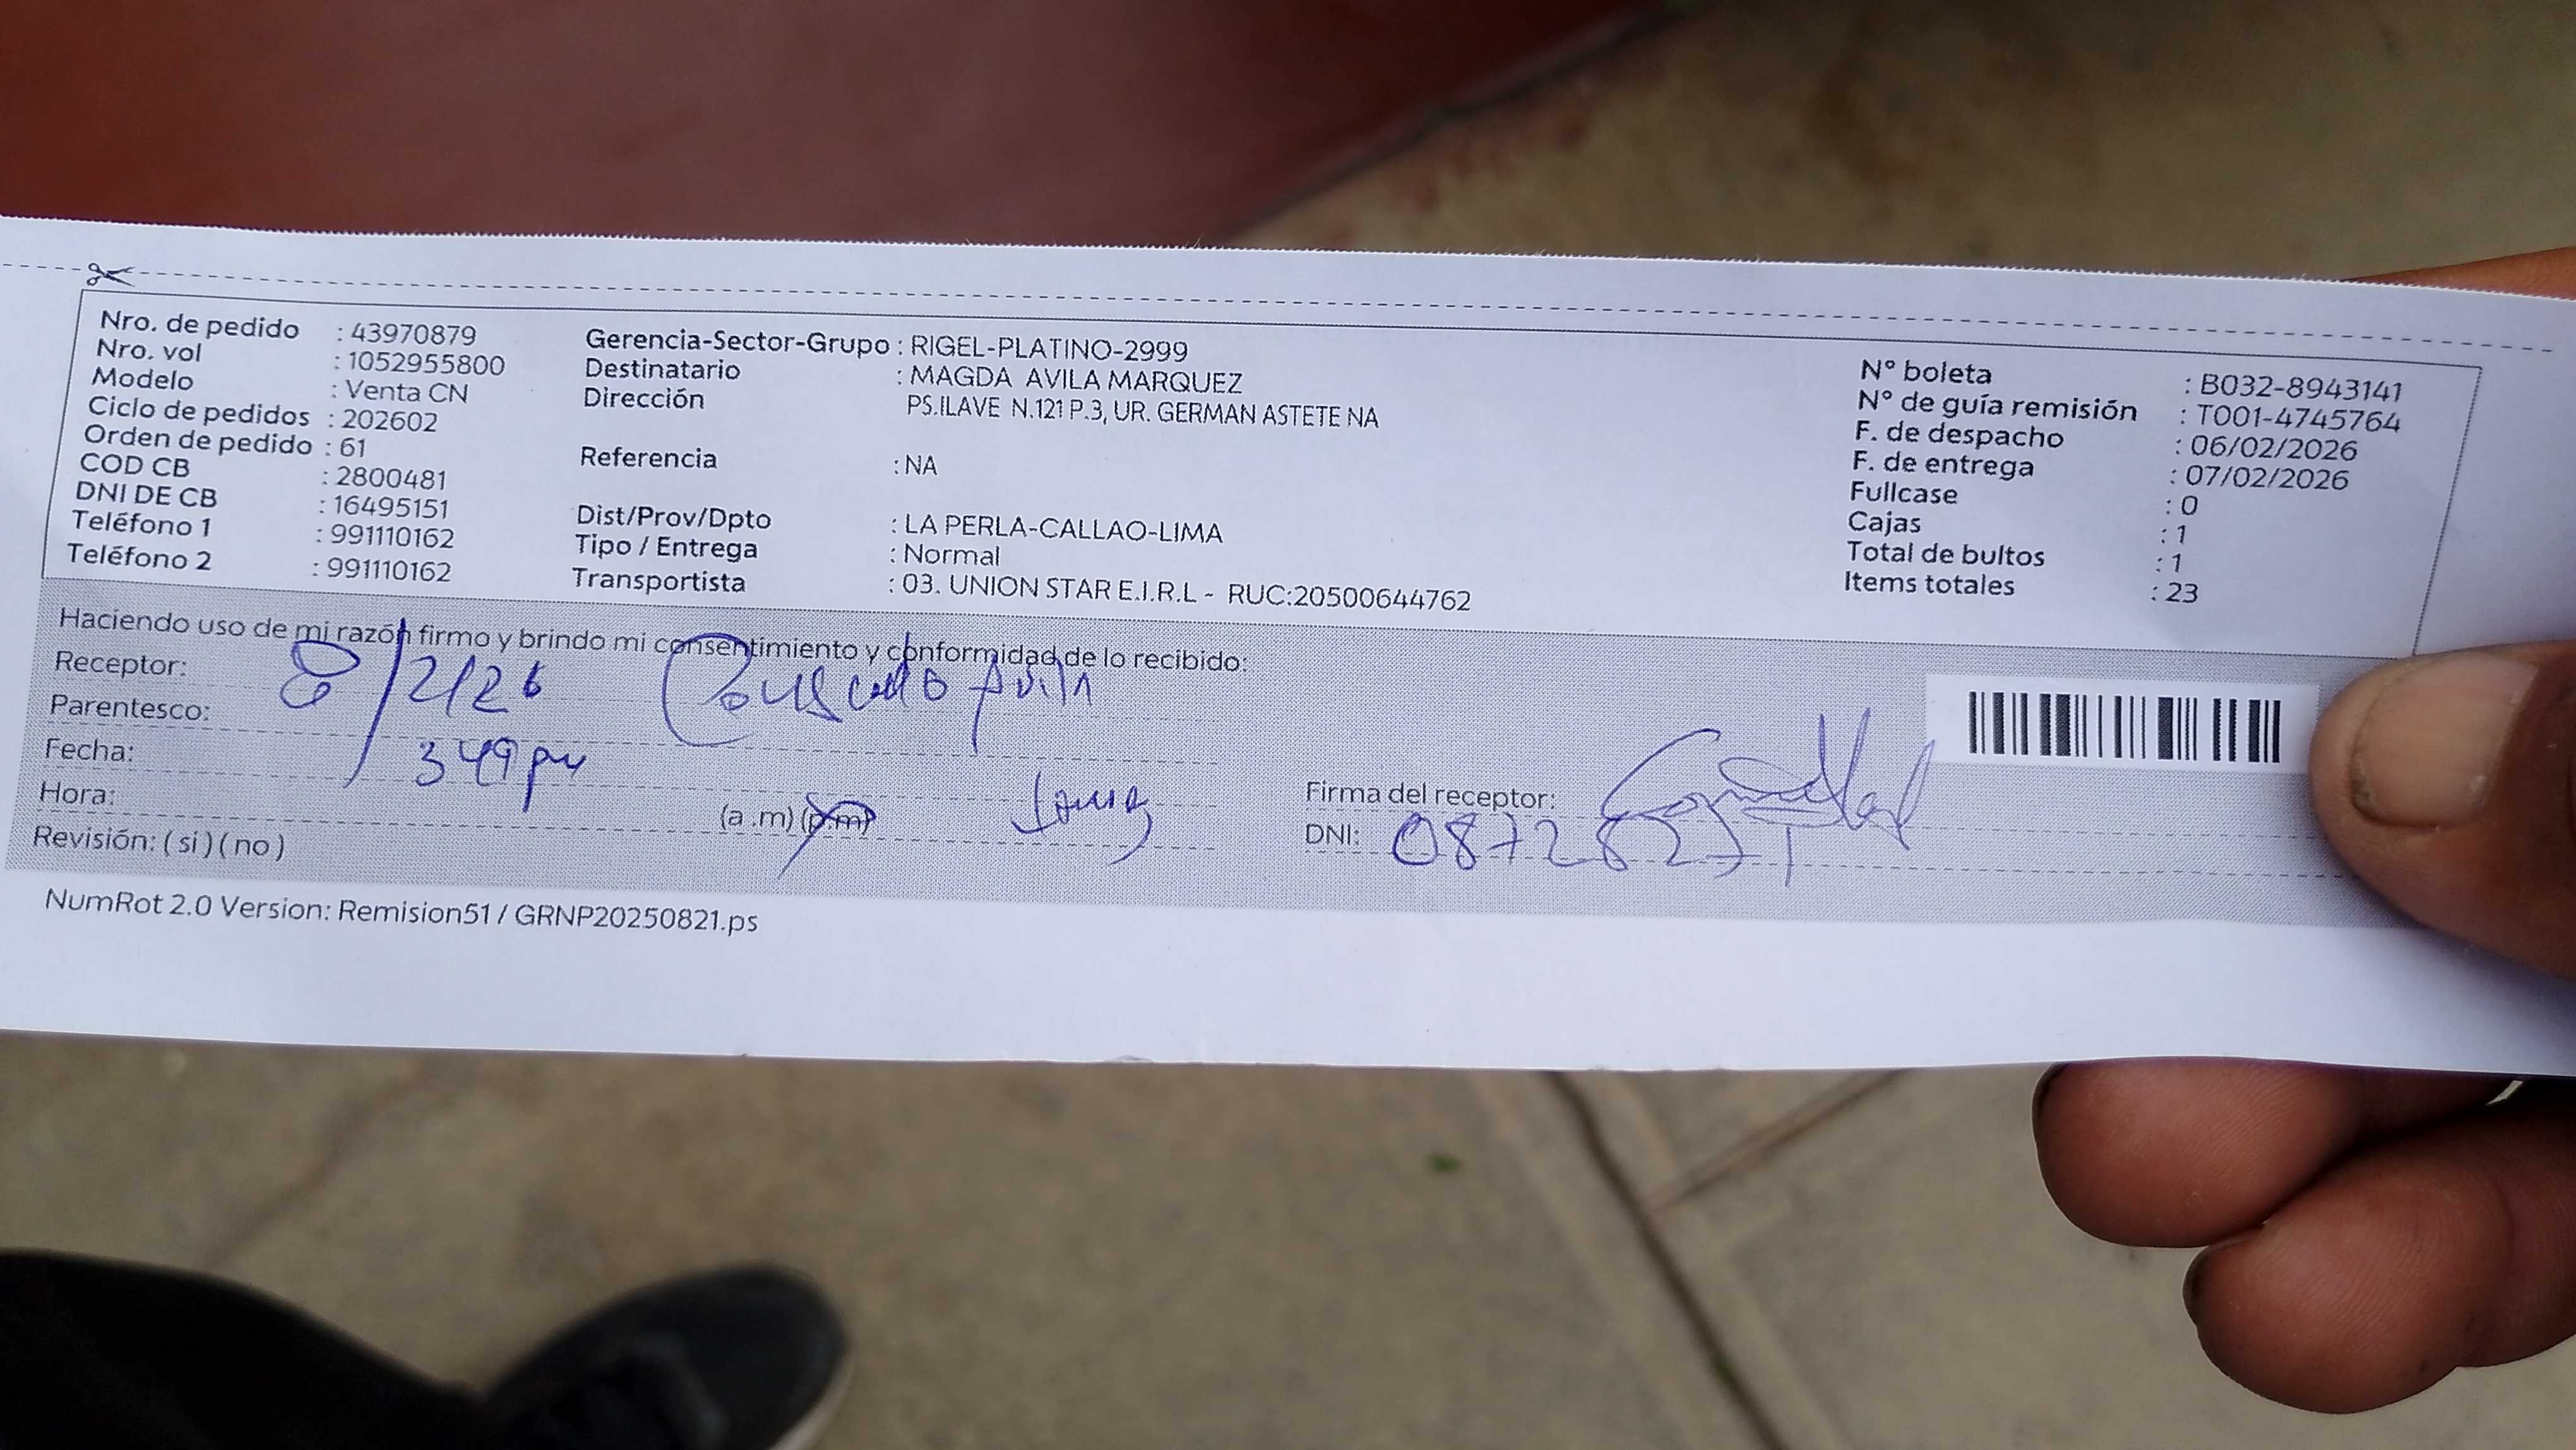 Nro. de pedido : 43970879
Nro. vol : 1052955800
Modelo : Venta CN
Ciclo de pedidos : 202602
Orden de pedido : 61
COD CB : 2800481
DNI DE CB : 16495151
Teléfono 1 : 991110162
Teléfono 2 : 991110162
Gerencia-Sector-Grupo : RIGEL-PLATINO-2999
Destinatario : MAGDA AVILA MARQUEZ
Dirección PS.ILAVE N.121 P.3, UR. GERMAN ASTETE NA
Referencia : NA
Dist/Prov/Dpto : LA PERLA-CALLAO-LIMA
Tipo / Entrega : Normal
Transportista : 03. UNION STAR E.I.R.L - RUC:20500644762
N° boleta : B032-8943141
N° de guía remisión : T001-4745764
F. de despacho : 06/02/2026
F. de entrega : 07/02/2026
Fullcase : 0
Cajas : 1
Total de bultos : 1
Items totales : 23
Haciendo uso de mi razón firmo y brindo mi consentimiento y conformidad de lo recibido:
Receptor: 8/2/26 Avila
Parentesco:
Fecha: 349 pm
Hora: (a .m) (p.m)
Revisión: ( si ) ( no )
Firma del receptor:
DNI:
NumRot 2.0 Version: Remision51 / GRNP20250821.ps